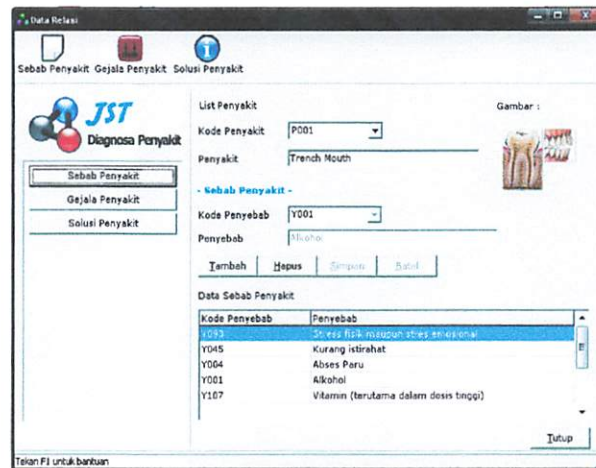 Data Relasi
Sebab Penyakit Gejala Penyakit Solusi Penyakit
JST
Diagnosa Penyakit
Sebab Penyakit
Gejala Penyakit
Solusi Penyakit
List Penyakit
Gambar :
Kode Penyakit P001
Penyakit Trench Mouth
- Sebab Penyakit -
Kode Penyebab Y001
Penyebab Alkohol
Tambah Hapus Simpan Batal
Data Sebab Penyakit
Kode Penyebab Penyebab
Y093 Stress fisik maupun stres emosional
Y045 Kurang istirahat
Y004 Abses Paru
Y001 Alkohol
Y107 Vitamin (terutama dalam dosis tinggi)
Tutup
Tekan F1 untuk bantuan